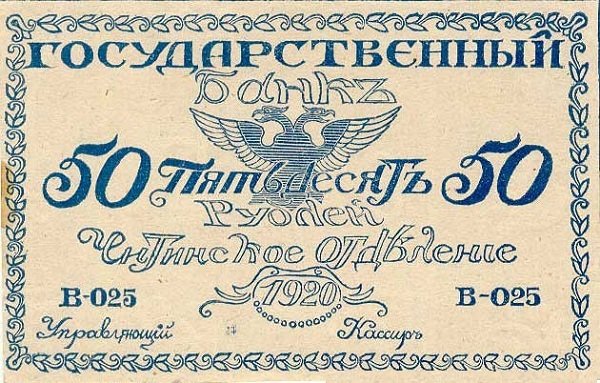 ГОСУДАРСТВЕННЫЙ
Банкъ
50 Пятьдесятъ 50
Рублей
Читинское Отдѣленіе
В-025 1920 В-025
Управляющій Кассиръ